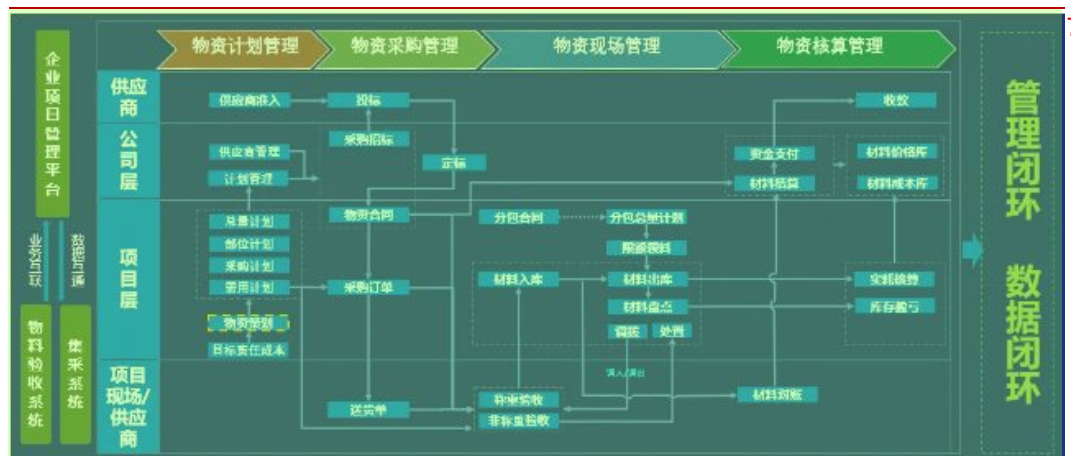 物资计划管理
物资采购管理
物资现场管理
物资核算管理
企业项目管理平台
业务互联
数据互通
物料验收系统
集采系统
供应商
供应商准入
投标
收款
公司层
采购招标
供应商管理
计划管理
定标
资金支付
材料结算
材料价格库
材料成本库
项目层
总量计划
部位计划
采购计划
需用计划
物资策划
目标责任成本
物资合同
采购订单
分包合同
分包总量计划
限额领料
材料入库
材料出库
材料盘点
调拨
处置
实耗核算
库存盈亏
项目现场/供应商
送货单
称重验收
非称重验收
调入/调出
材料对账
管理闭环
数据闭环